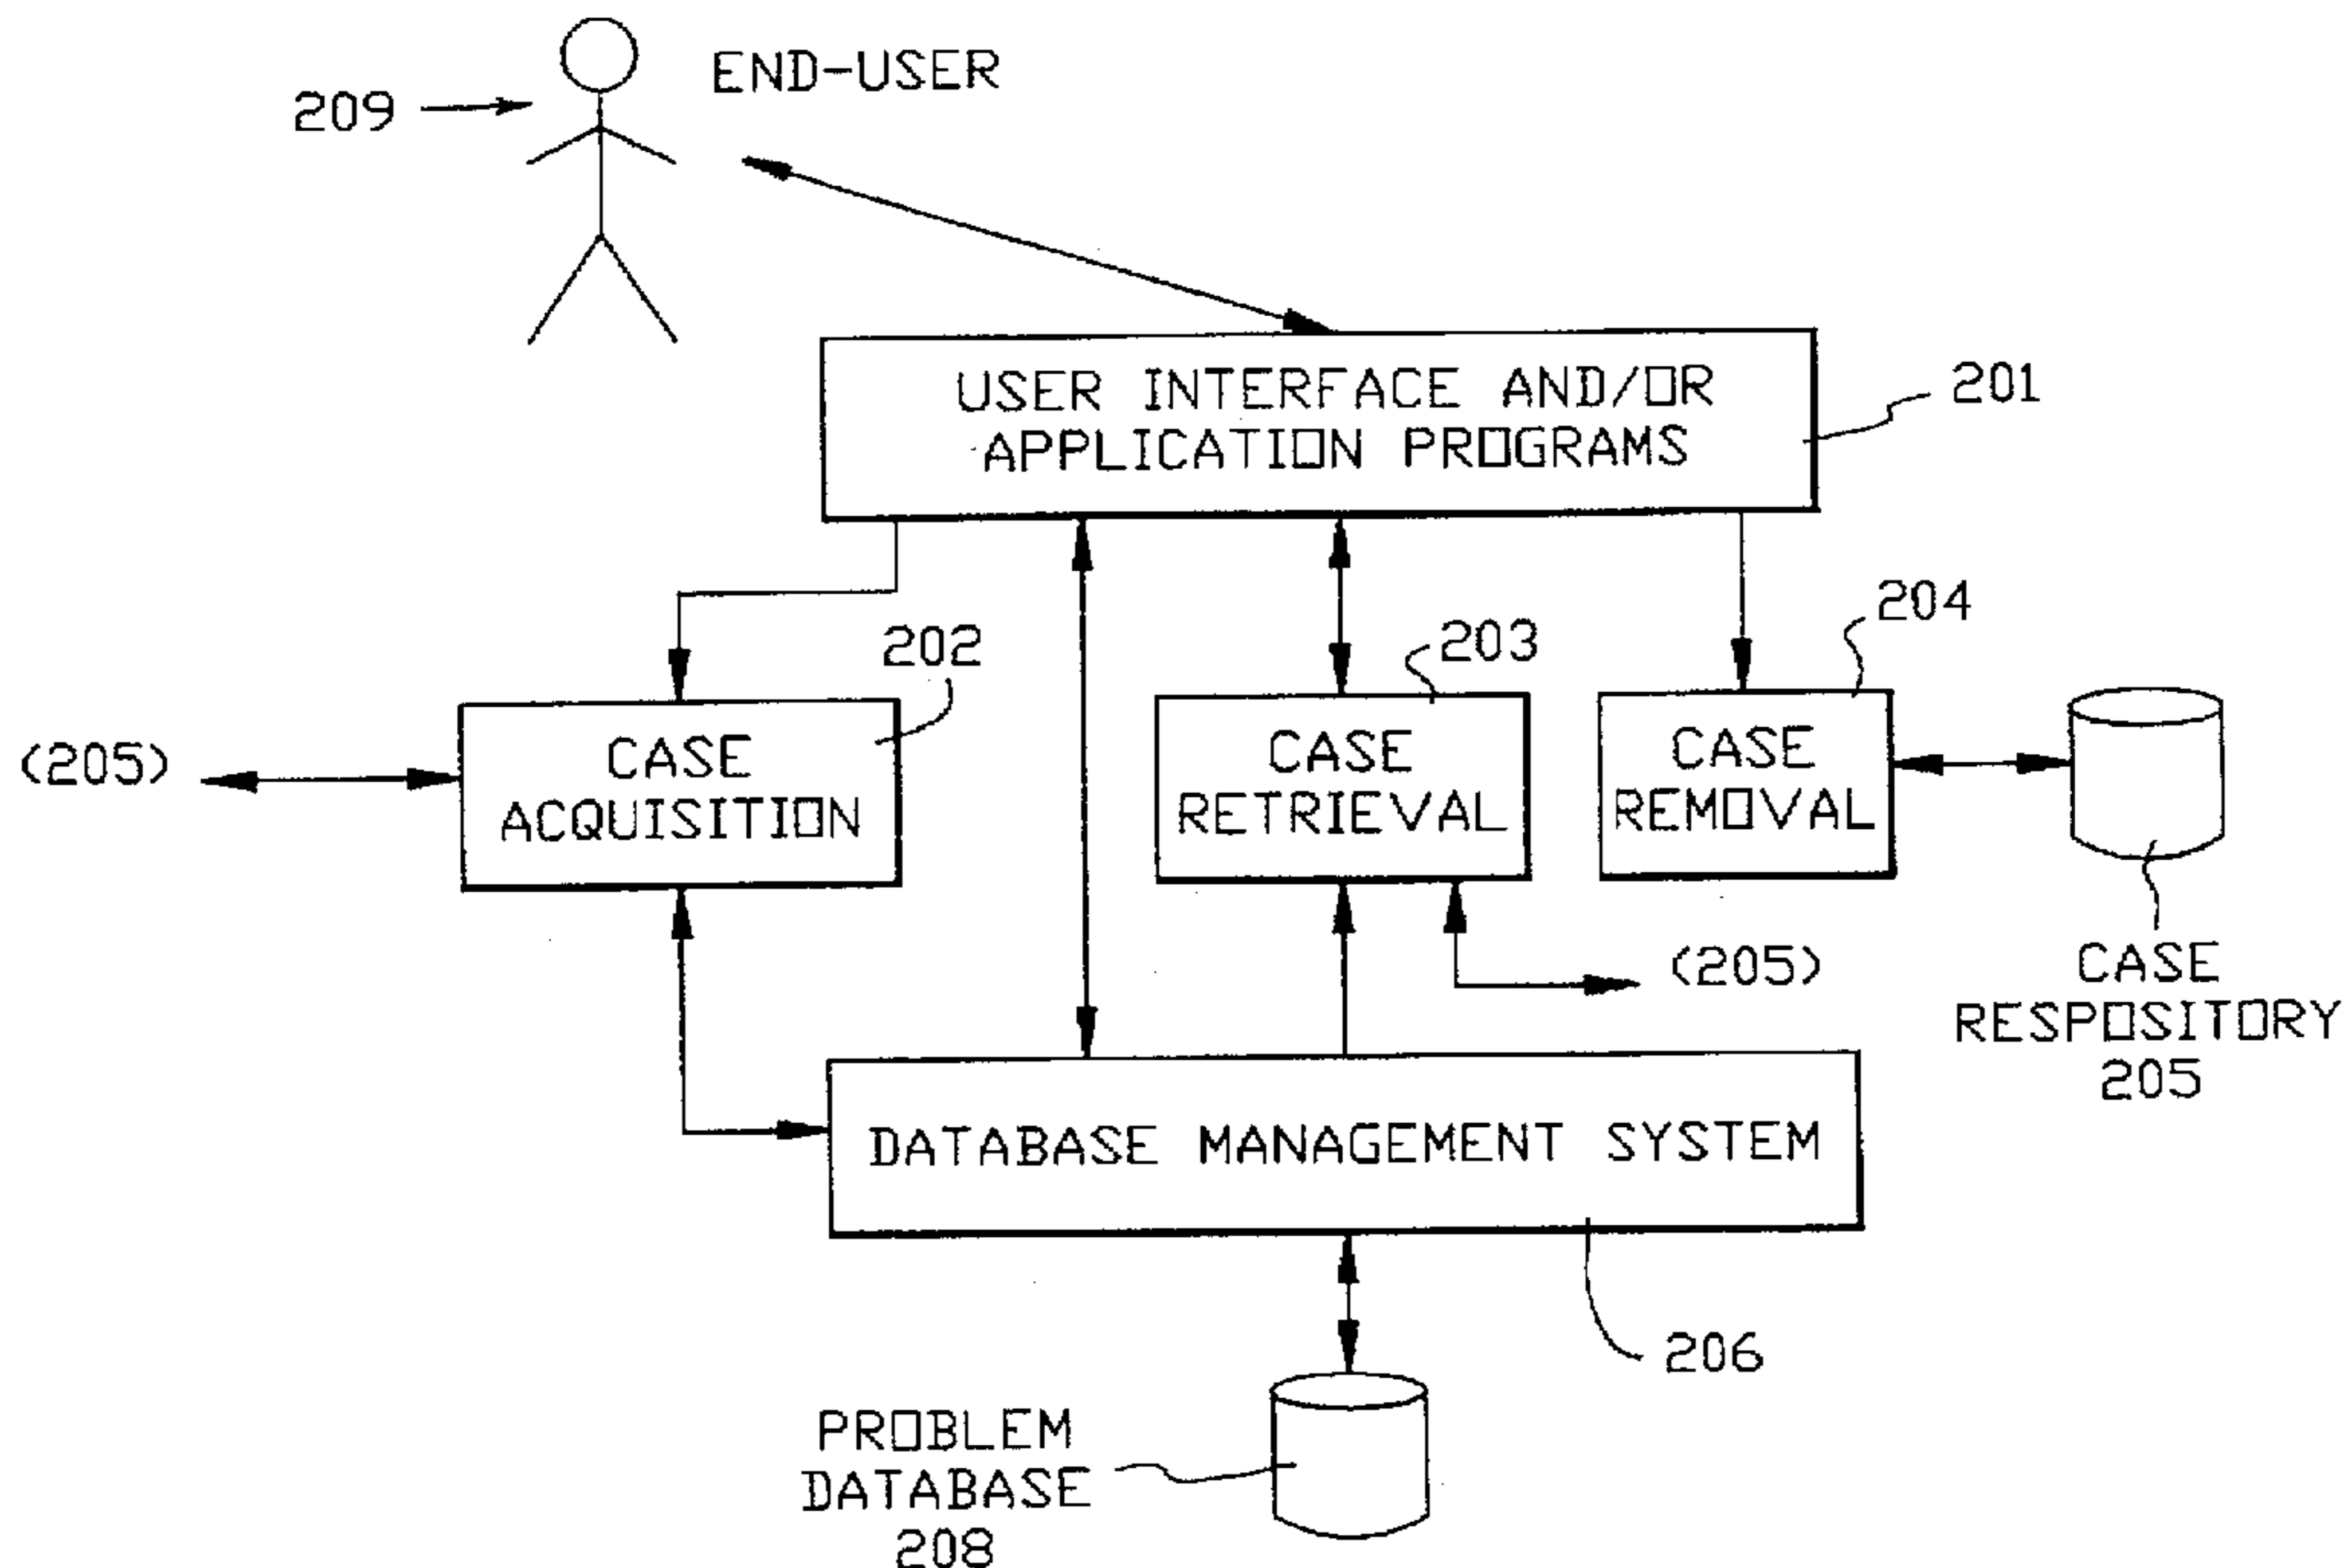 END-USER
209
USER INTERFACE AND/OR
APPLICATION PROGRAMS
201
202
203
204
(205)
CASE
ACQUISITION
CASE
RETRIEVAL
CASE
REMOVAL
(205)
CASE
RESPOSITORY
205
DATABASE MANAGEMENT SYSTEM
206
PROBLEM
DATABASE
208